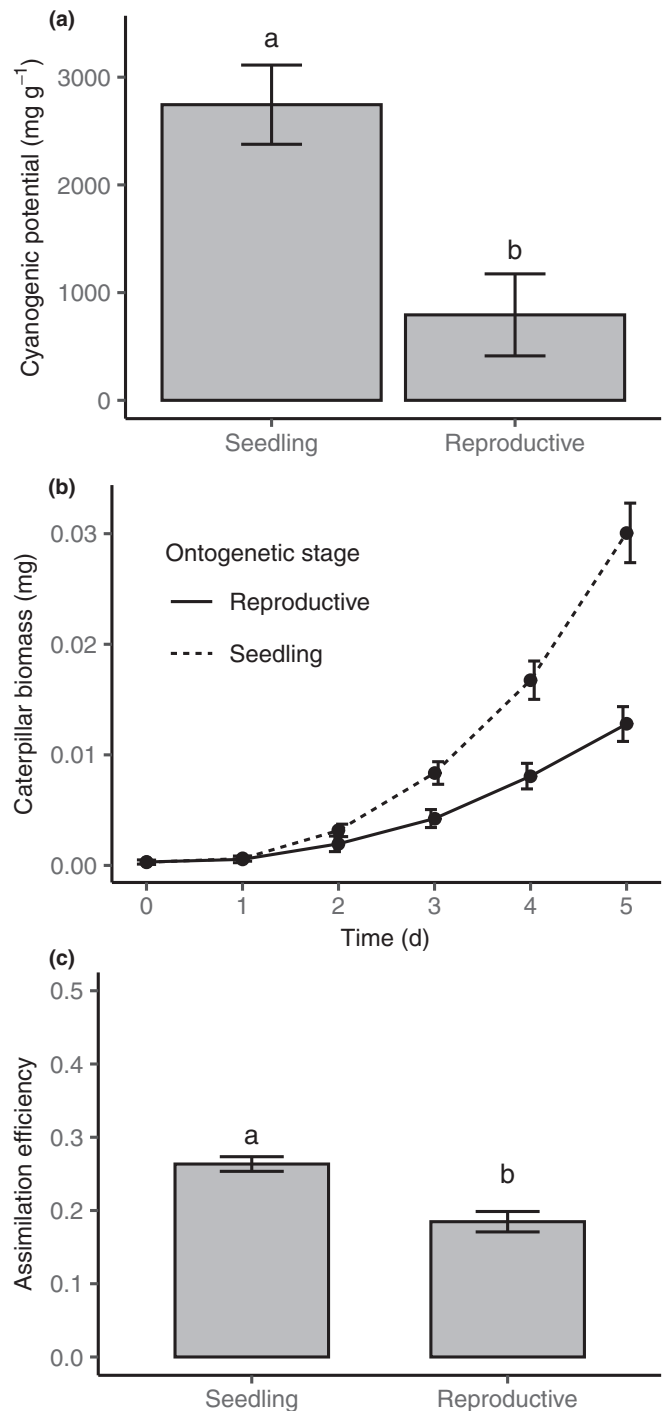 (a)
a
b
Cyanogenic potential (mg g⁻¹)
3000
2000
1000
0
Seedling Reproductive
(b)
Ontogenetic stage
Reproductive
Seedling
Caterpillar biomass (mg)
0.03
0.02
0.01
0.00
0 1 2 3 4 5
Time (d)
(c)
a
b
Assimilation efficiency
0.5
0.4
0.3
0.2
0.1
0.0
Seedling Reproductive